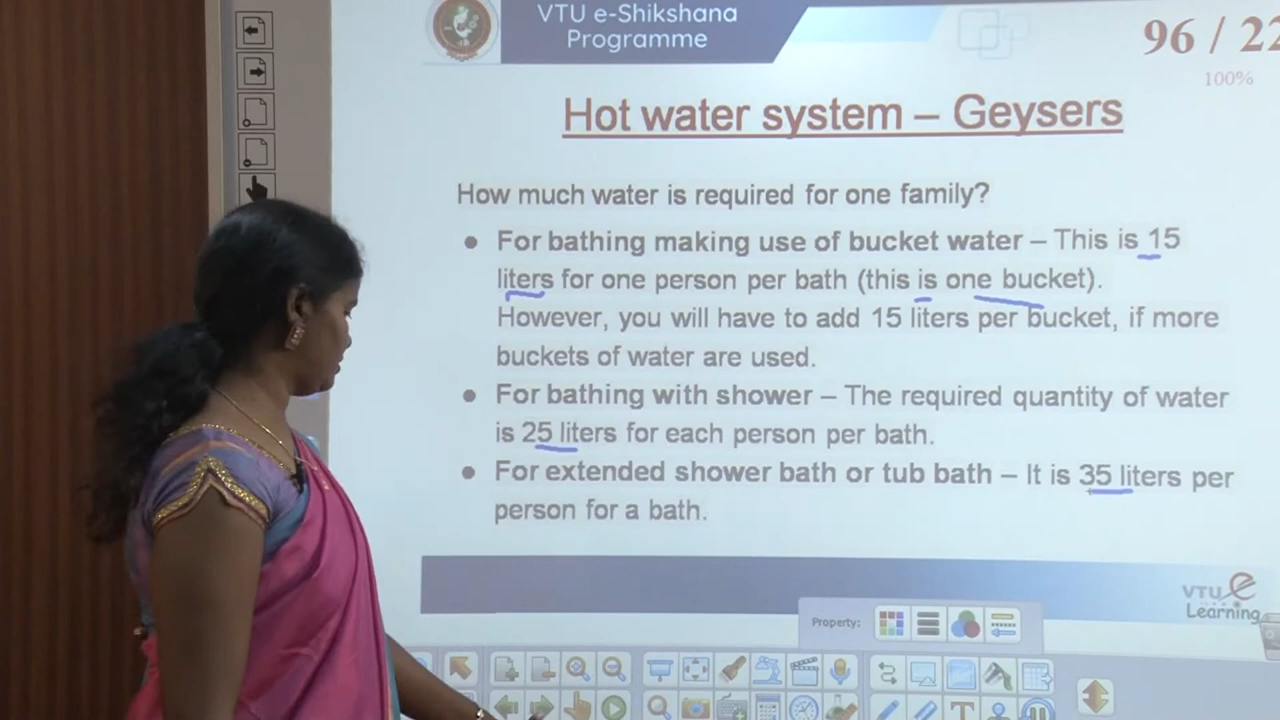 VTU e-Shikshana
Programme
96 / 22
100%
Hot water system – Geysers
How much water is required for one family?
● For bathing making use of bucket water – This is 15
liters for one person per bath (this is one bucket).
However, you will have to add 15 liters per bucket, if more
buckets of water are used.
● For bathing with shower – The required quantity of water
is 25 liters for each person per bath.
● For extended shower bath or tub bath – It is 35 liters per
person for a bath.
VTU e
Learning
Property: